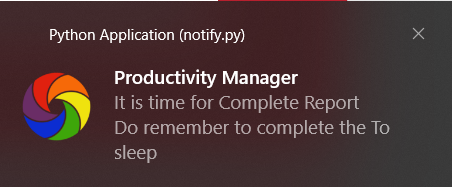 Python Application (notify.py)
Productivity Manager
It is time for Complete Report
Do remember to complete the To
sleep